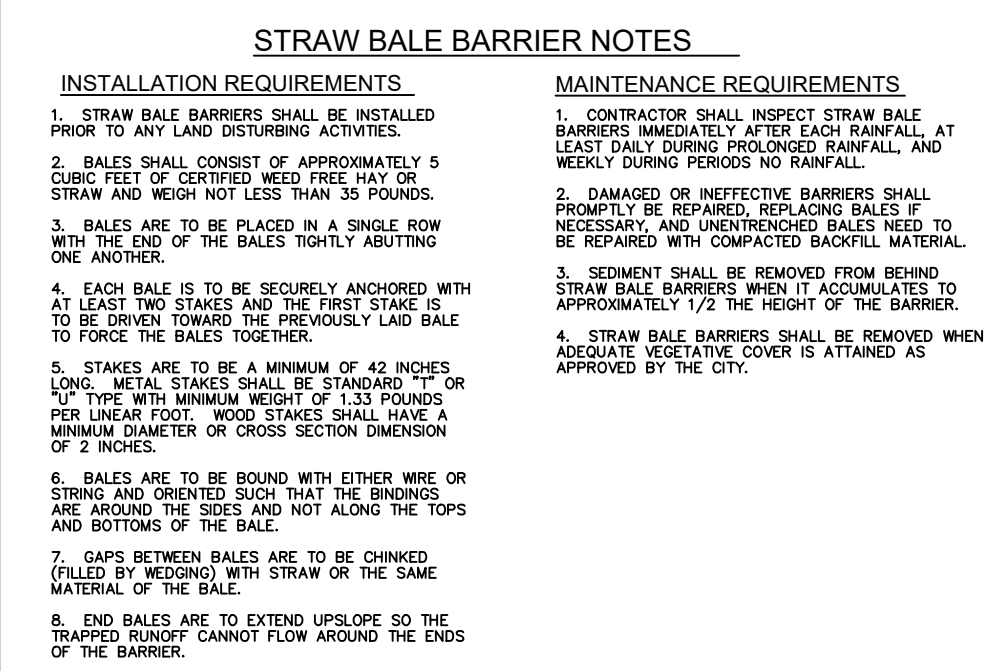 STRAW BALE BARRIER NOTES
INSTALLATION REQUIREMENTS
1. STRAW BALE BARRIERS SHALL BE INSTALLED
PRIOR TO ANY LAND DISTURBING ACTIVITIES.
2. BALES SHALL CONSIST OF APPROXIMATELY 5
CUBIC FEET OF CERTIFIED WEED FREE HAY OR
STRAW AND WEIGH NOT LESS THAN 35 POUNDS.
3. BALES ARE TO BE PLACED IN A SINGLE ROW
WITH THE END OF THE BALES TIGHTLY ABUTTING
ONE ANOTHER.
4. EACH BALE IS TO BE SECURELY ANCHORED WITH
AT LEAST TWO STAKES AND THE FIRST STAKE IS
TO BE DRIVEN TOWARD THE PREVIOUSLY LAID BALE
TO FORCE THE BALES TOGETHER.
5. STAKES ARE TO BE A MINIMUM OF 42 INCHES
LONG. METAL STAKES SHALL BE STANDARD "T" OR
"U" TYPE WITH MINIMUM WEIGHT OF 1.33 POUNDS
PER LINEAR FOOT. WOOD STAKES SHALL HAVE A
MINIMUM DIAMETER OR CROSS SECTION DIMENSION
OF 2 INCHES.
6. BALES ARE TO BE BOUND WITH EITHER WIRE OR
STRING AND ORIENTED SUCH THAT THE BINDINGS
ARE AROUND THE SIDES AND NOT ALONG THE TOPS
AND BOTTOMS OF THE BALE.
7. GAPS BETWEEN BALES ARE TO BE CHINKED
(FILLED BY WEDGING) WITH STRAW OR THE SAME
MATERIAL OF THE BALE.
8. END BALES ARE TO EXTEND UPSLOPE SO THE
TRAPPED RUNOFF CANNOT FLOW AROUND THE ENDS
OF THE BARRIER.
MAINTENANCE REQUIREMENTS
1. CONTRACTOR SHALL INSPECT STRAW BALE
BARRIERS IMMEDIATELY AFTER EACH RAINFALL, AT
LEAST DAILY DURING PROLONGED RAINFALL, AND
WEEKLY DURING PERIODS NO RAINFALL.
2. DAMAGED OR INEFFECTIVE BARRIERS SHALL
PROMPTLY BE REPAIRED, REPLACING BALES IF
NECESSARY, AND UNENTRENCHED BALES NEED TO
BE REPAIRED WITH COMPACTED BACKFILL MATERIAL.
3. SEDIMENT SHALL BE REMOVED FROM BEHIND
STRAW BALE BARRIERS WHEN IT ACCUMULATES TO
APPROXIMATELY 1/2 THE HEIGHT OF THE BARRIER.
4. STRAW BALE BARRIERS SHALL BE REMOVED WHEN
ADEQUATE VEGETATIVE COVER IS ATTAINED AS
APPROVED BY THE CITY.